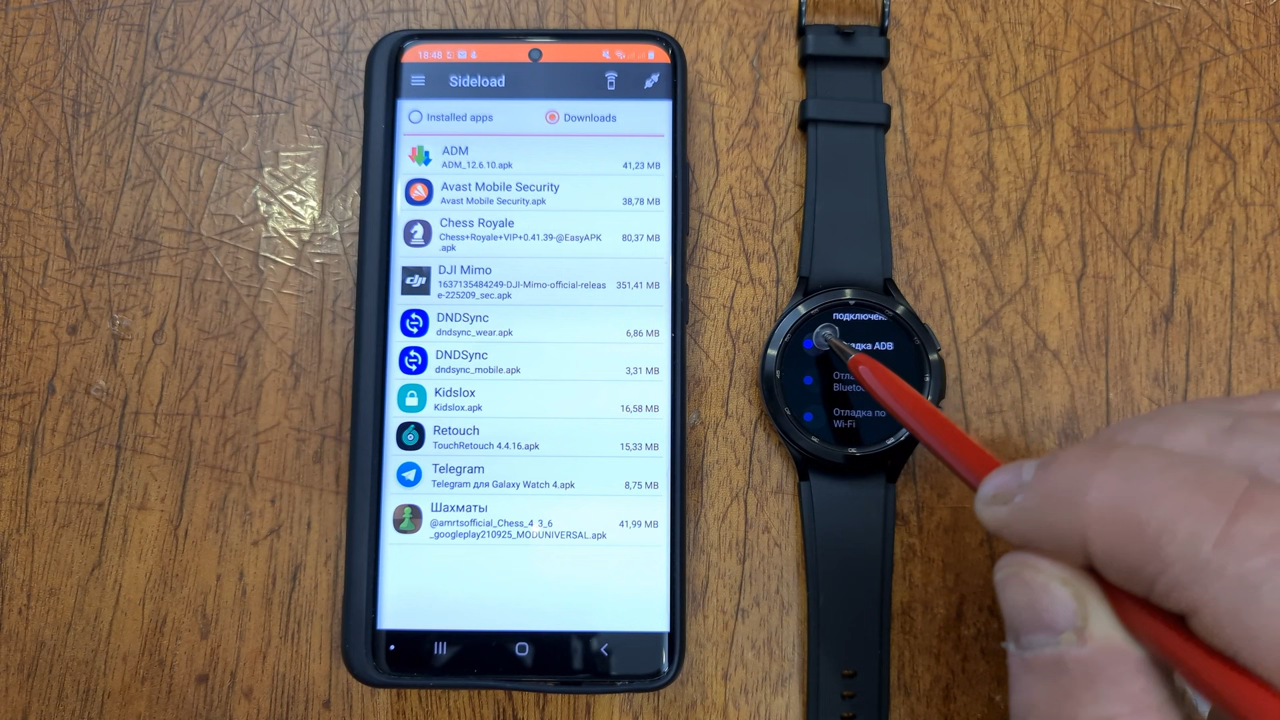 18:48
Sideload
Installed apps
Downloads
ADM
ADM_12.6.10.apk
41,23 MB
Avast Mobile Security
Avast Mobile Security.apk
38,78 MB
Chess Royale
Chess+Royale+VIP+0.41.39-@EasyAPK
.apk
80,37 MB
dji
DJI Mimo
1637135484249-DJI-Mimo-official-releas
e-225209_sec.apk
351,41 MB
DNDSync
dndsync_wear.apk
6,86 MB
DNDSync
dndsync_mobile.apk
3,31 MB
Kidslox
Kidslox.apk
16,58 MB
Retouch
TouchRetouch 4.4.16.apk
15,33 MB
Telegram
Telegram для Galaxy Watch 4.apk
8,75 MB
Шахматы
@amrtsofficial_Chess_4_3_6
_googleplay210925_MODUNIVERSAL.apk
41,99 MB
ADB
Отладка по
Wi-Fi